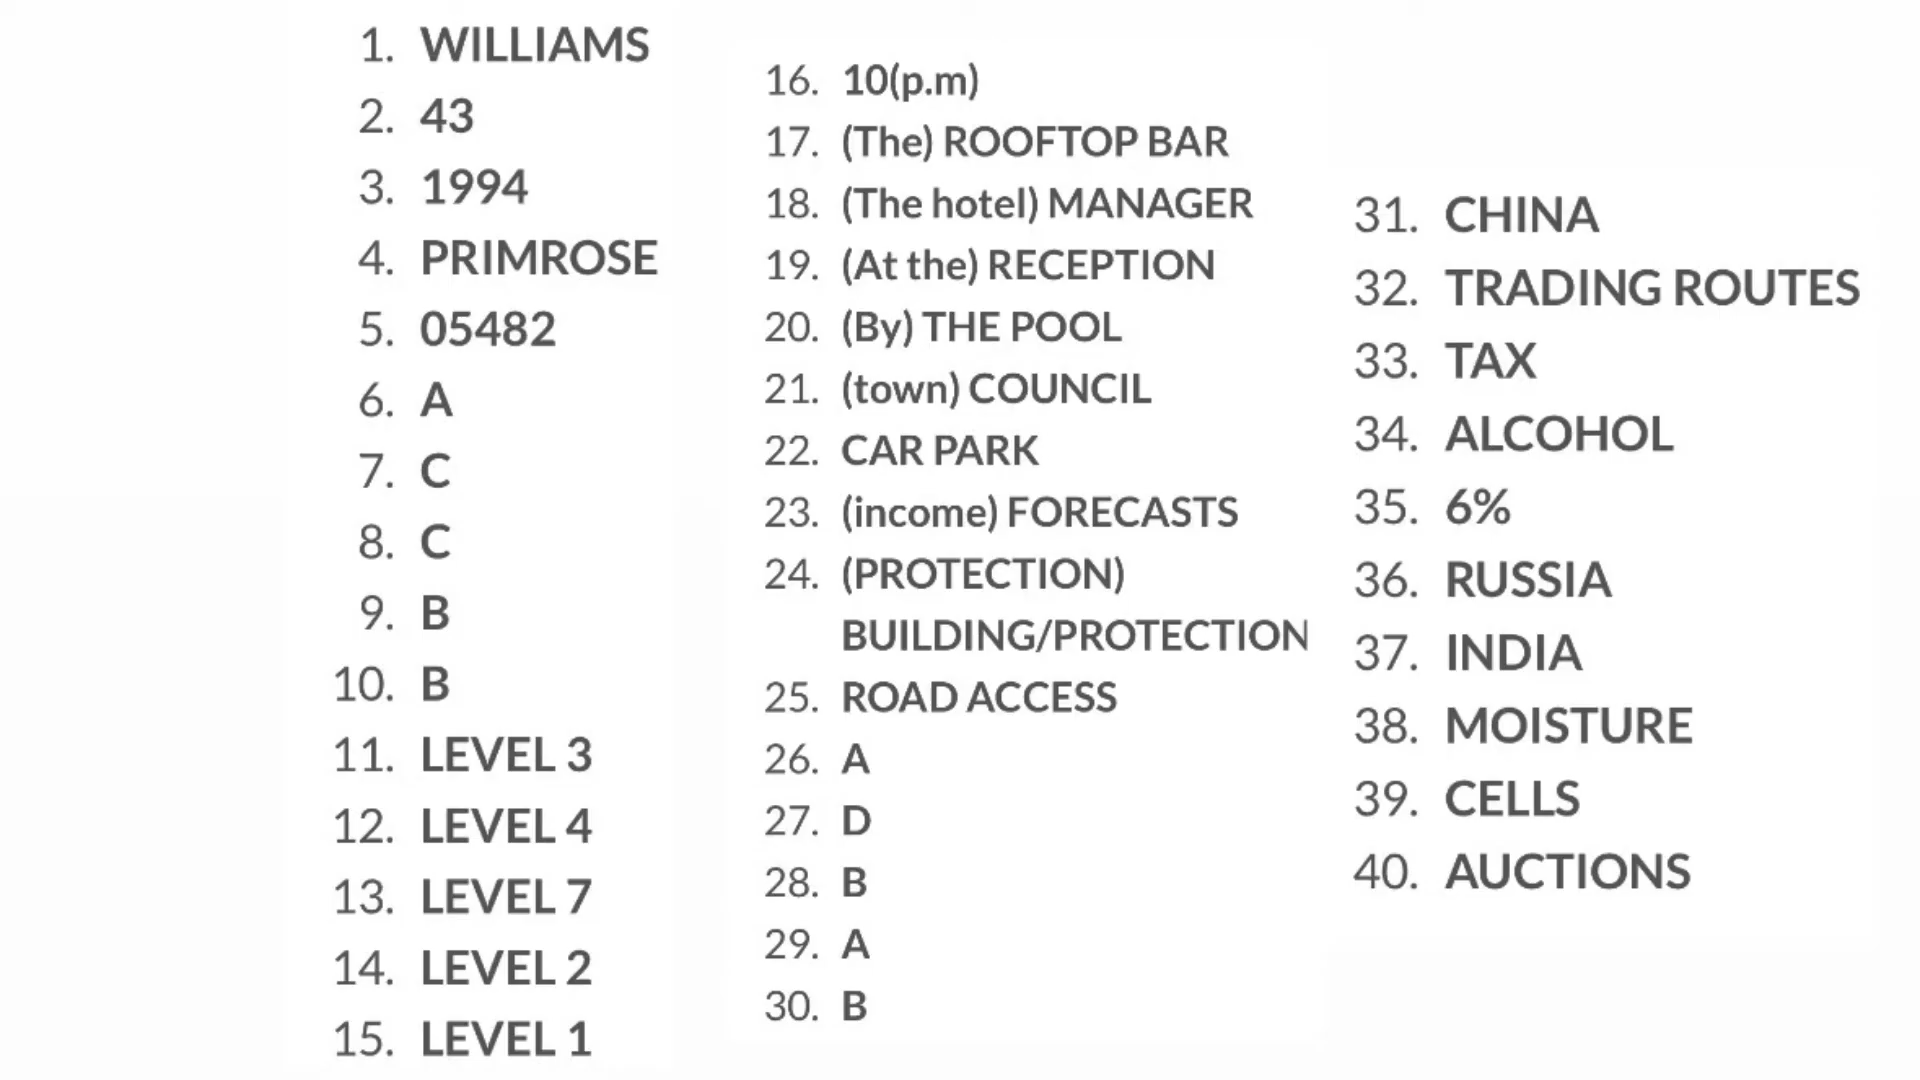 1. WILLIAMS
2. 43
3. 1994
4. PRIMROSE
5. 05482
6. A
7. C
8. C
9. B
10. B
11. LEVEL 3
12. LEVEL 4
13. LEVEL 7
14. LEVEL 2
15. LEVEL 1
16. 10(p.m)
17. (The) ROOFTOP BAR
18. (The hotel) MANAGER
19. (At the) RECEPTION
20. (By) THE POOL
21. (town) COUNCIL
22. CAR PARK
23. (income) FORECASTS
24. (PROTECTION)
BUILDING/PROTECTION
25. ROAD ACCESS
26. A
27. D
28. B
29. A
30. B
31. CHINA
32. TRADING ROUTES
33. TAX
34. ALCOHOL
35. 6%
36. RUSSIA
37. INDIA
38. MOISTURE
39. CELLS
40. AUCTIONS